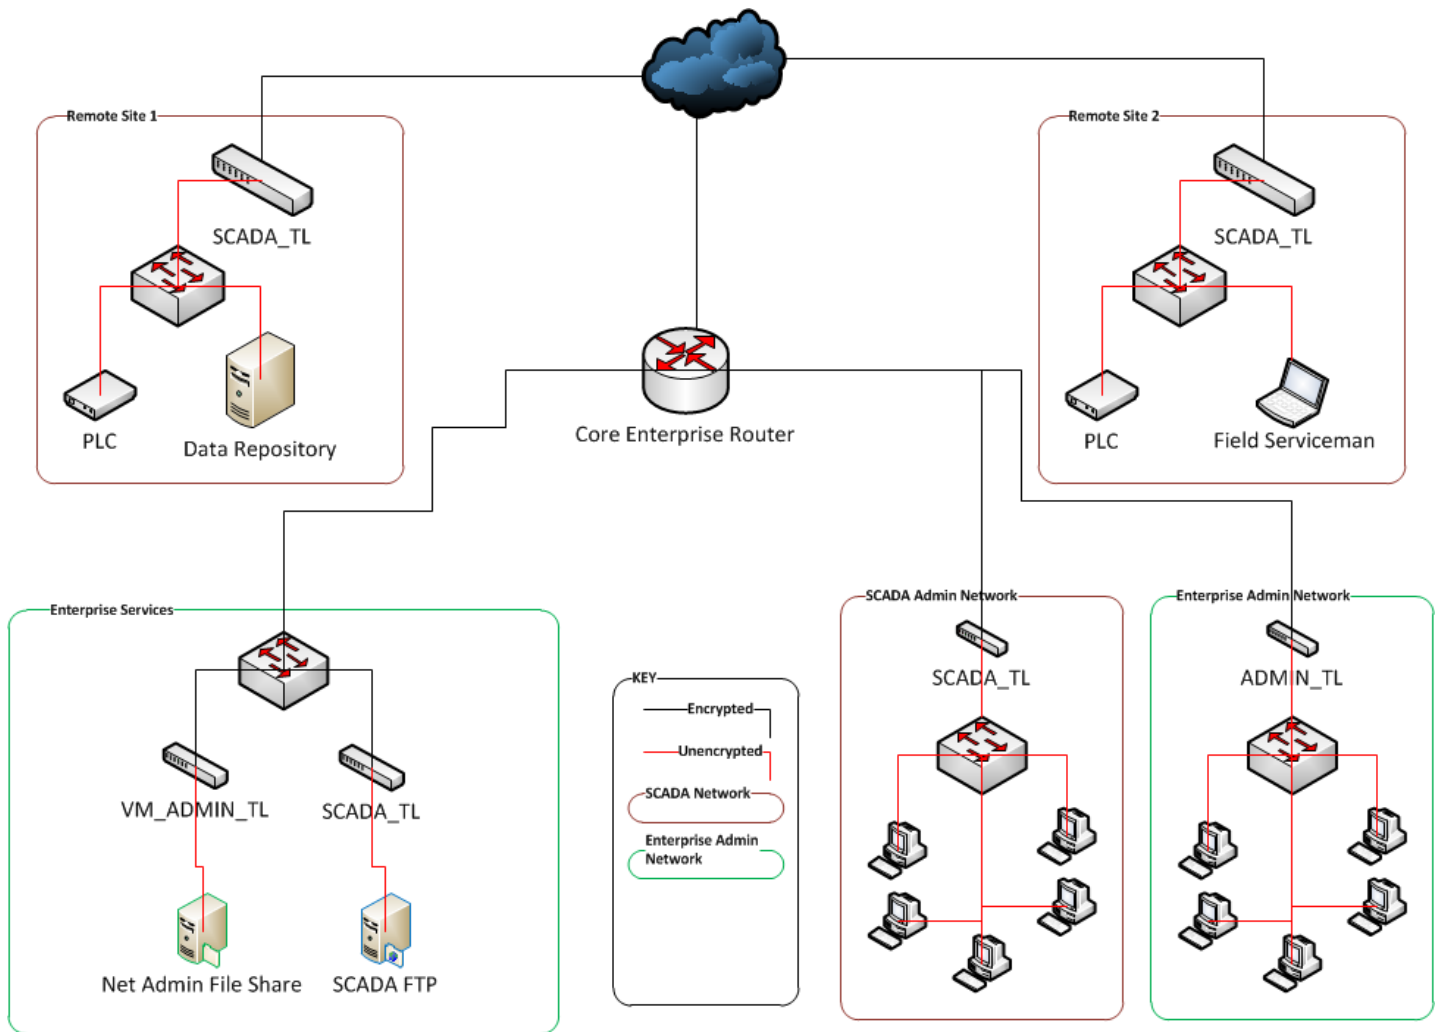 Remote Site 1
SCADA_TL
PLC
Data Repository
Remote Site 2
SCADA_TL
PLC
Field Serviceman
Core Enterprise Router
Enterprise Services
VM_ADMIN_TL
SCADA_TL
Net Admin File Share
SCADA FTP
KEY
Encrypted
Unencrypted
SCADA Network
Enterprise Admin
Network
SCADA Admin Network
SCADA_TL
Enterprise Admin Network
ADMIN_TL